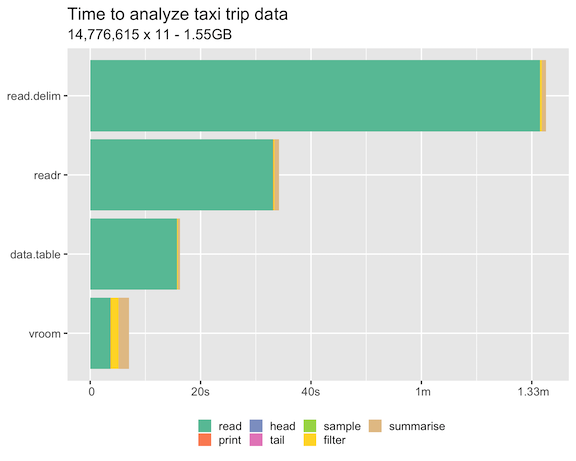 Time to analyze taxi trip data
14,776,615 x 11 - 1.55GB
read.delim
readr
data.table
vroom
0 20s 40s 1m 1.33m
read head sample summarise
print tail filter